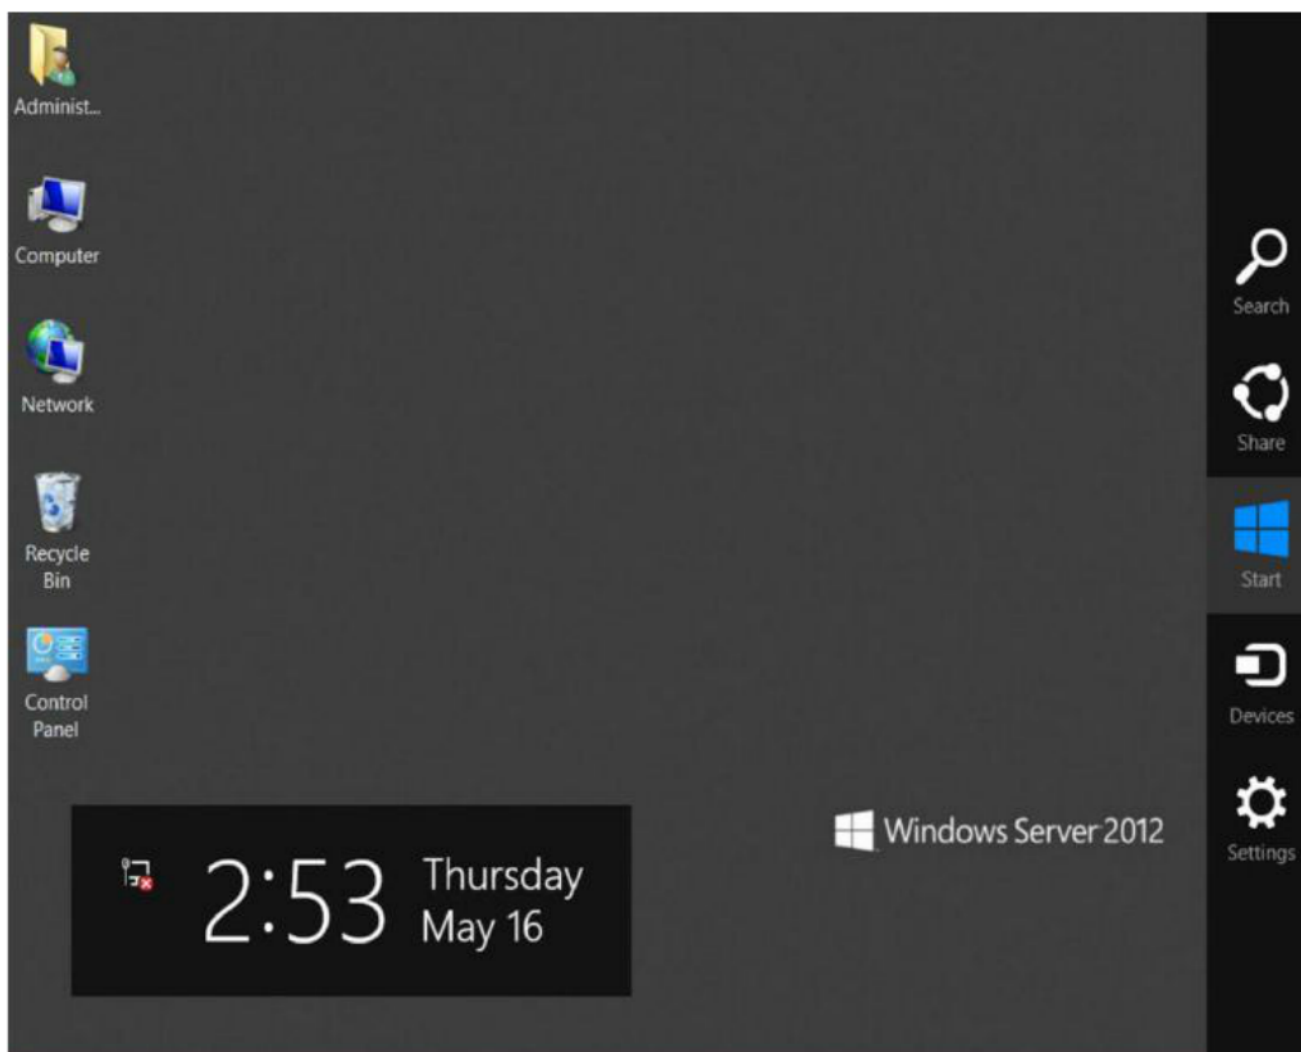 Administ...
Computer
Network
Recycle
Bin
Control
Panel
2:53
Thursday
May 16
Windows Server 2012
Search
Share
Start
Devices
Settings